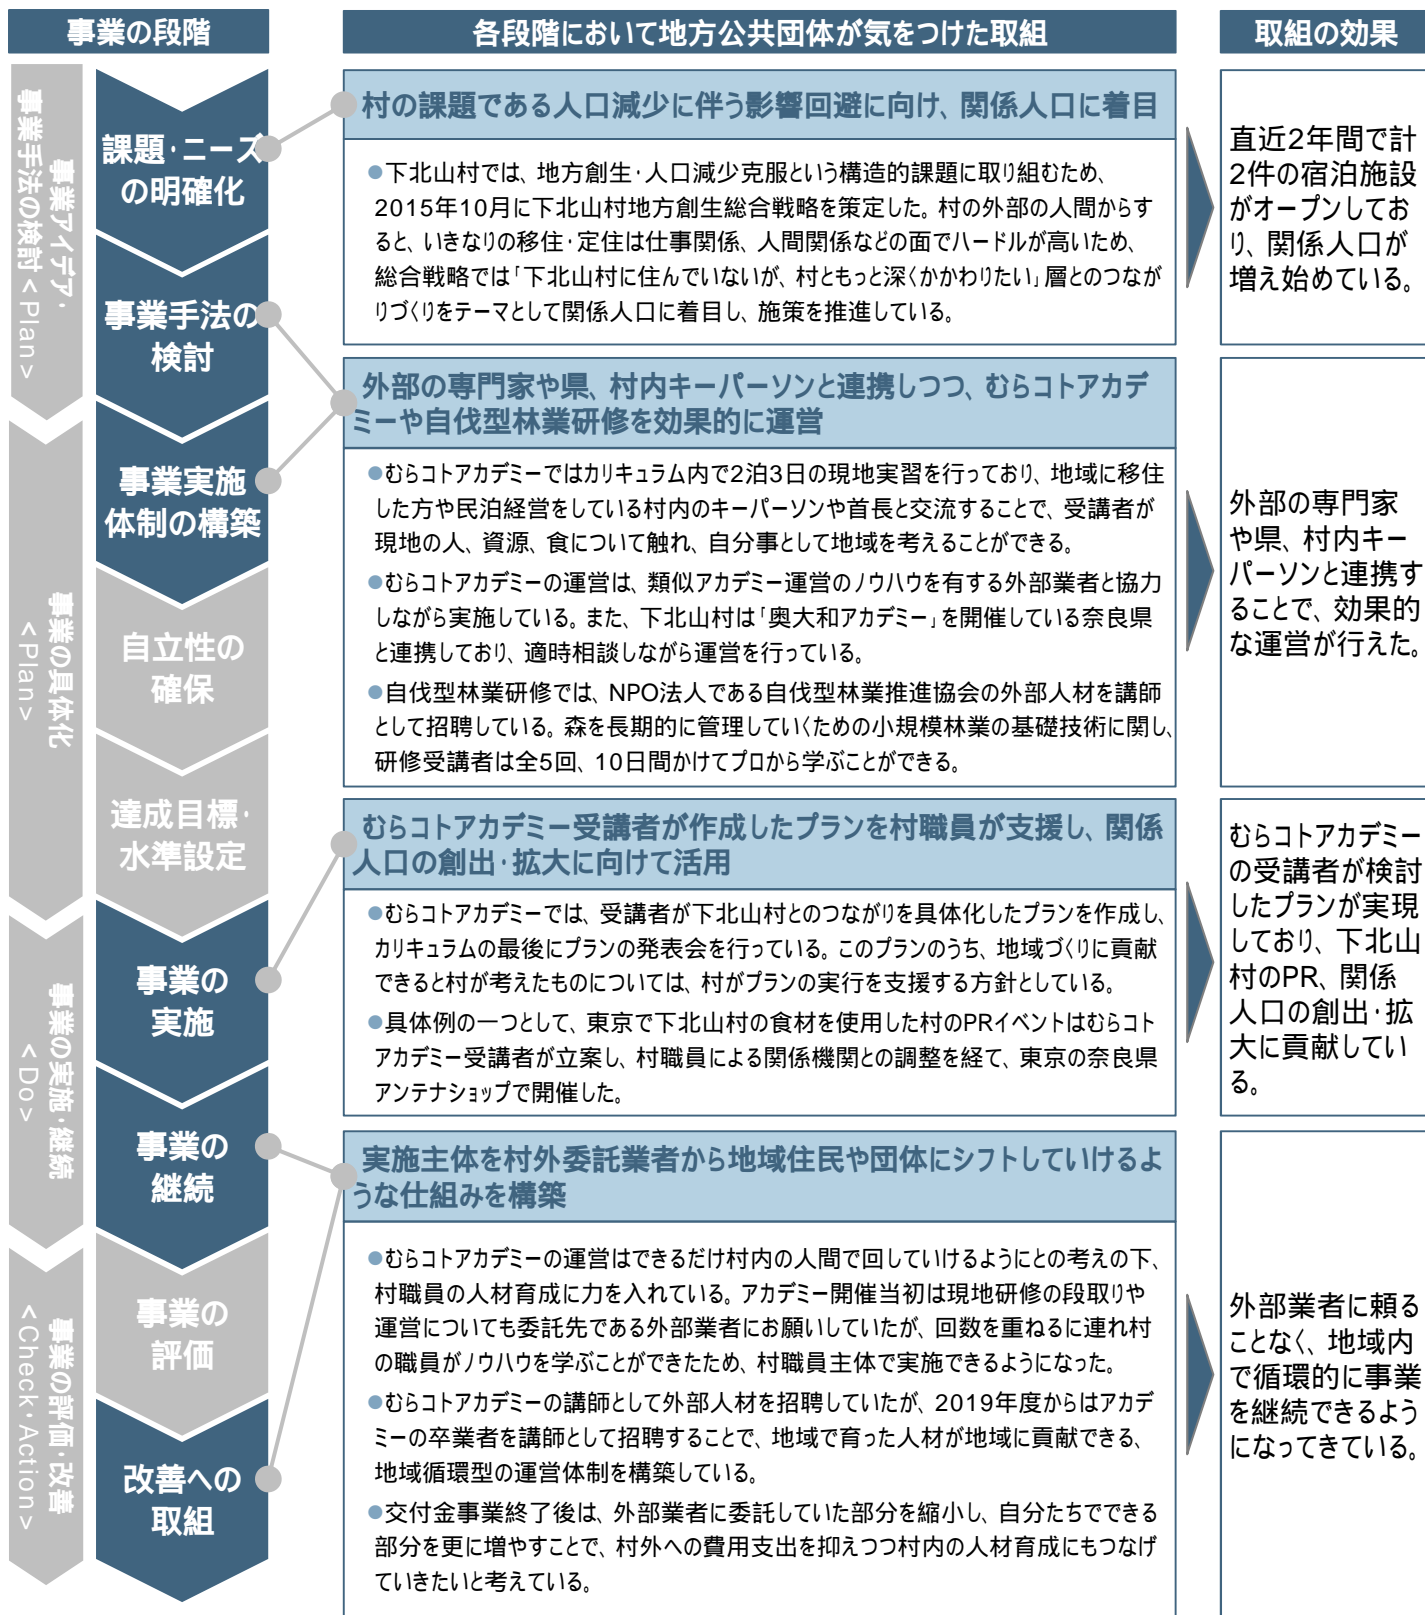 事業の段階
各段階において地方公共団体が気をつけた取組
取組の効果
事業アイデア・
事業手法の検討＜Plan＞
事業の具体化
＜Plan＞
事業の実施・継続
＜Do＞
事業の評価・改善
＜Check・Action＞
課題・ニーズ
の明確化
事業手法の
検討
事業実施
体制の構築
自立性の
確保
達成目標・
水準設定
事業の
実施
事業の
継続
事業の
評価
改善への
取組
村の課題である人口減少に伴う影響回避に向け、関係人口に着目
●下北山村では、地方創生・人口減少克服という構造的課題に取り組むため、
2015年10月に下北山村地方創生総合戦略を策定した。村の外部の人間からす
ると、いきなりの移住・定住は仕事関係、人間関係などの面でハードルが高いため、
総合戦略では「下北山村に住んでいないが、村ともっと深くかかわりたい」層とのつなが
りづくりをテーマとして関係人口に着目し、施策を推進している。
直近2年間で計
2件の宿泊施設
がオープンしてお
り、関係人口が
増え始めている。
外部の専門家や県、村内キーパーソンと連携しつつ、むらコトアカデ
ミーや自伐型林業研修を効果的に運営
●むらコトアカデミーではカリキュラム内で2泊3日の現地実習を行っており、地域に移住
した方や民泊経営をしている村内のキーパーソンや首長と交流することで、受講者が
現地の人、資源、食について触れ、自分事として地域を考えることができる。
●むらコトアカデミーの運営は、類似アカデミー運営のノウハウを有する外部業者と協力
しながら実施している。また、下北山村は「奥大和アカデミー」を開催している奈良県
と連携しており、適時相談しながら運営を行っている。
●自伐型林業研修では、NPO法人である自伐型林業推進協会の外部人材を講師
として招聘している。森を長期的に管理していくための小規模林業の基礎技術に関し、
研修受講者は全5回、10日間かけてプロから学ぶことができる。
外部の専門家
や県、村内キー
パーソンと連携す
ることで、効果的
な運営が行えた。
むらコトアカデミー受講者が作成したプランを村職員が支援し、関係
人口の創出・拡大に向けて活用
●むらコトアカデミーでは、受講者が下北山村とのつながりを具体化したプランを作成し、
カリキュラムの最後にプランの発表会を行っている。このプランのうち、地域づくりに貢献
できると村が考えたものについては、村がプランの実行を支援する方針としている。
●具体例の一つとして、東京で下北山村の食材を使用した村のPRイベントはむらコト
アカデミー受講者が立案し、村職員による関係機関との調整を経て、東京の奈良県
アンテナショップで開催した。
むらコトアカデミー
の受講者が検討
したプランが実現
しており、下北山
村のPR、関係
人口の創出・拡
大に貢献してい
る。
実施主体を村外委託業者から地域住民や団体にシフトしていけるよ
うな仕組みを構築
●むらコトアカデミーの運営はできるだけ村内の人間で回していけるようにとの考えの下、
村職員の人材育成に力を入れている。アカデミー開催当初は現地研修の段取りや
運営についても委託先である外部業者にお願いしていたが、回数を重ねるに連れ村
の職員がノウハウを学ぶことができたため、村職員主体で実施できるようになった。
●むらコトアカデミーの講師として外部人材を招聘していたが、2019年度からはアカデ
ミーの卒業者を講師として招聘することで、地域で育った人材が地域に貢献できる、
地域循環型の運営体制を構築している。
●交付金事業終了後は、外部業者に委託していた部分を縮小し、自分たちでできる
部分を更に増やすことで、村外への費用支出を抑えつつ村内の人材育成にもつなげ
ていきたいと考えている。
外部業者に頼る
ことなく、地域内
で循環的に事業
を継続できるよう
になってきている。